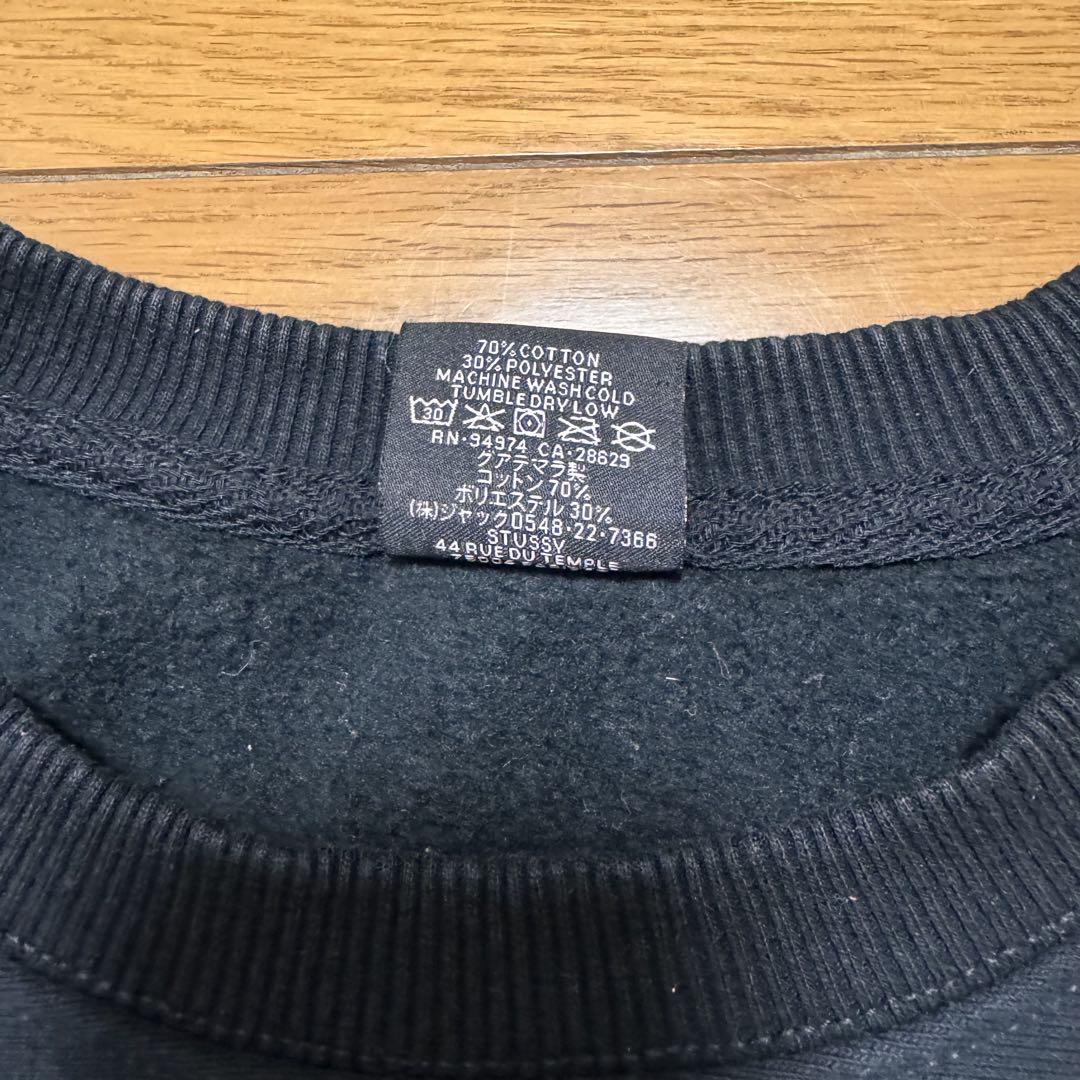 70% COTTON
30% POLYESTER
MACHINE WASH COLD
TUMBLE DRY LOW
30
RN·94974 CA·28629
クアテマラ製
コットン 70%
ポリエステル 30%
(株)ジャック0548·22·7366
STUSSY
44 RUE DU TEMPLE